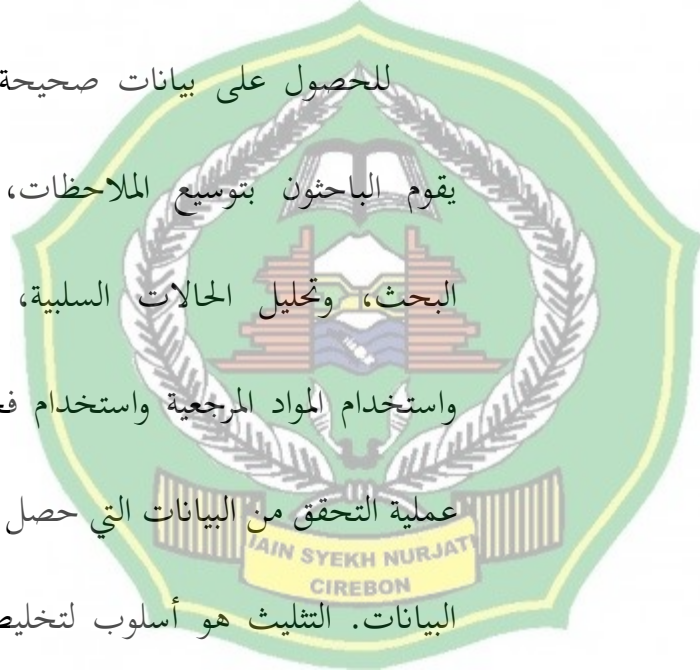 للحصول على بيانات صحيحة
يقوم الباحثون بتوسيع الملاحظات،
البحث، وتحليل الحالات السلبية،
واستخدام المواد المرجعية واستخدام
عملية التحقق من البيانات التي حصل
IAIN SYEKH NURJATI
CIREBON
البيانات. التثليث هو أسلوب